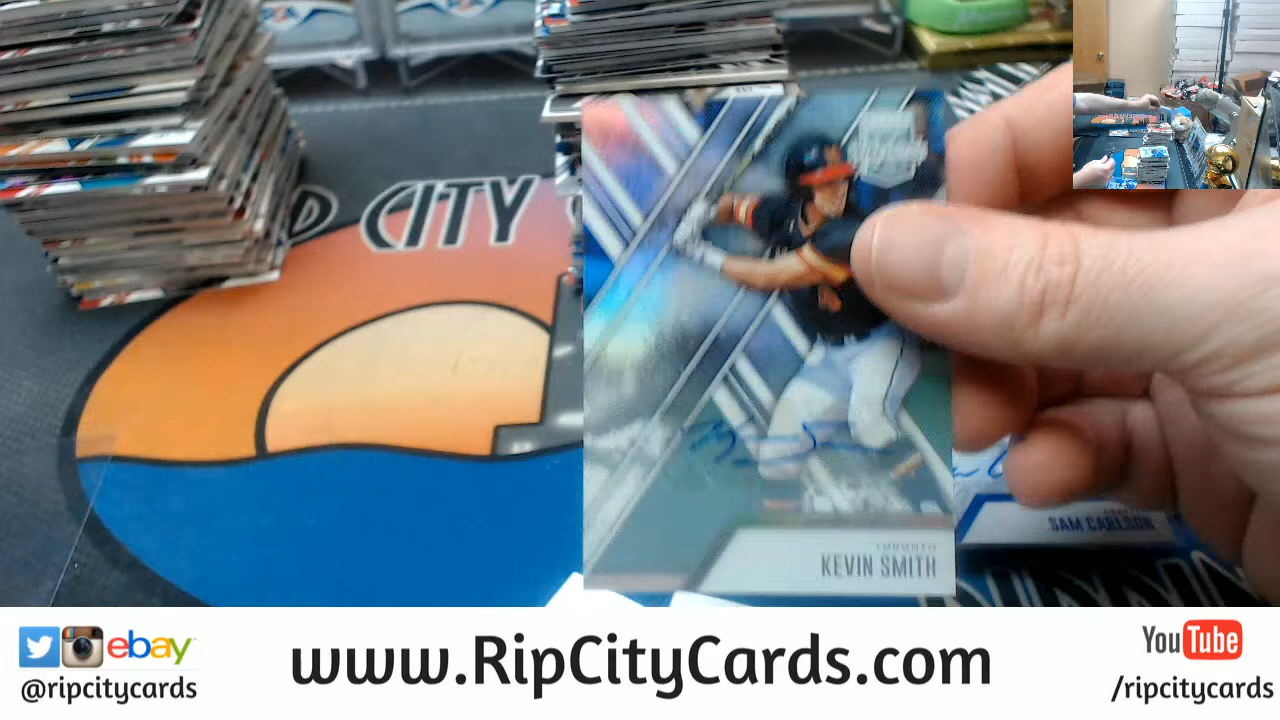 CITY
TORONTO
KEVIN SMITH
SAM CARLSON
ebay
@ripcitycards
www.RipCityCards.com
YouTube
/ripcitycards